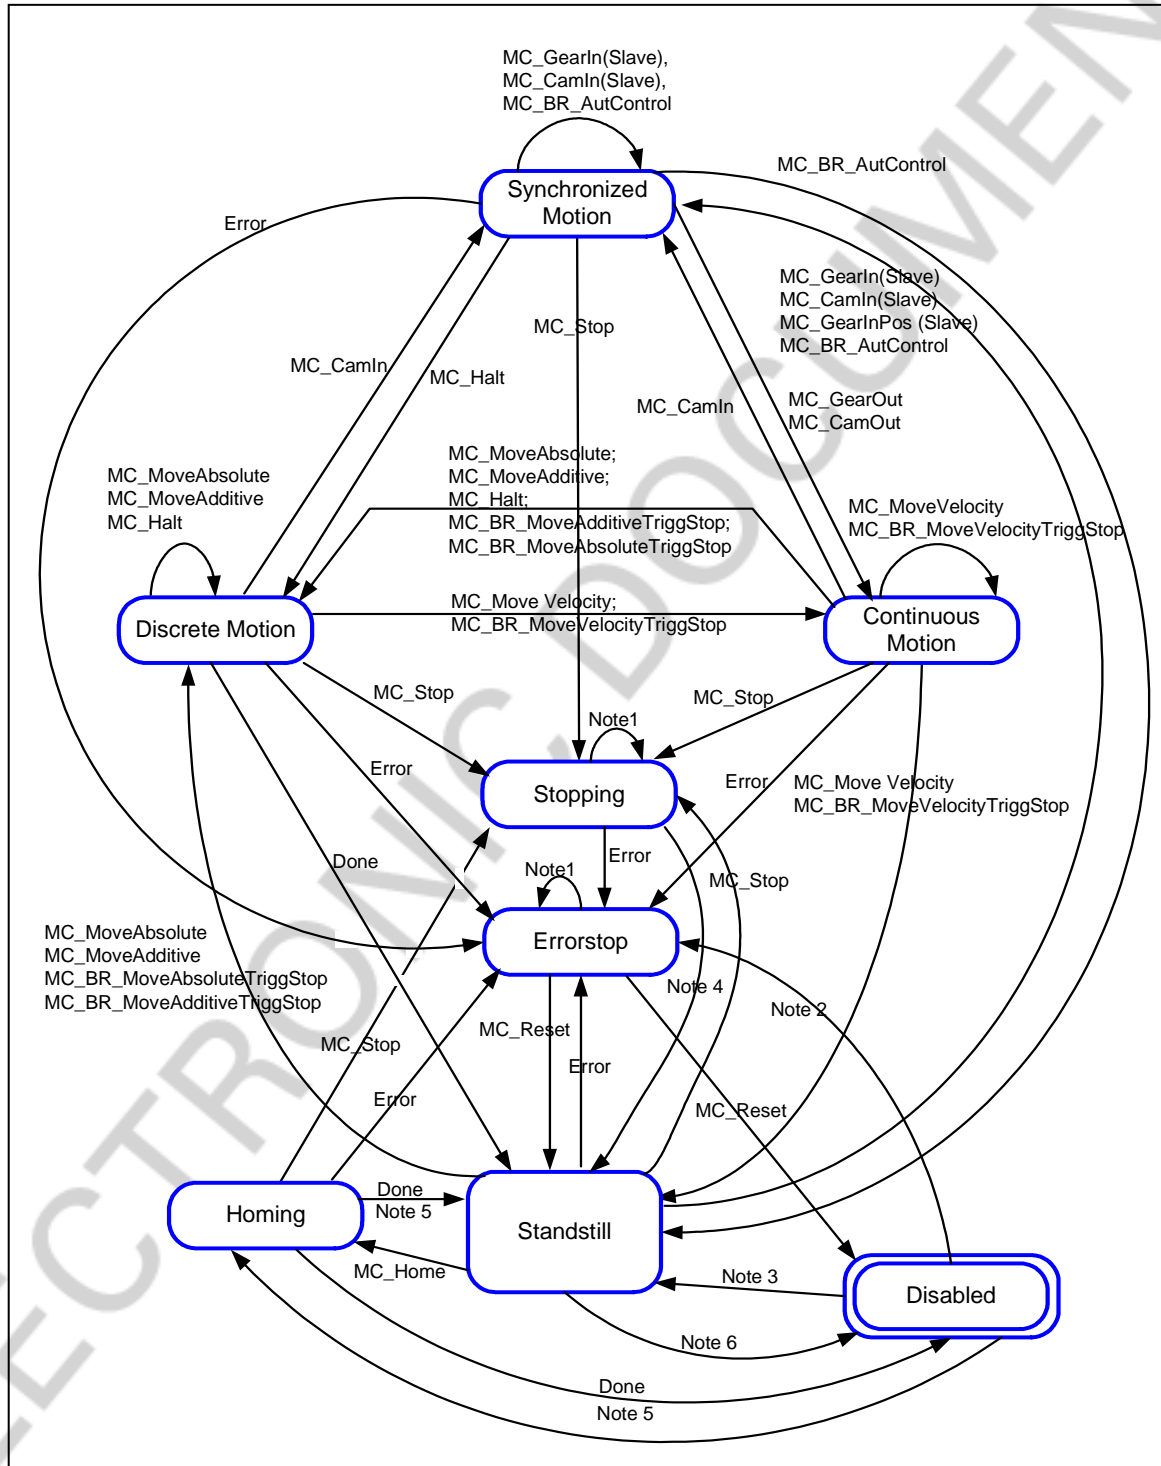 MC_GearIn(Slave),
MC_CamIn(Slave),
MC_BR_AutControl
MC_BR_AutControl
Synchronized
Motion
Error
MC_GearIn(Slave)
MC_CamIn(Slave)
MC_GearInPos (Slave)
MC_BR_AutControl
MC_Stop
MC_CamIn
MC_Halt
MC_CamIn
MC_GearOut
MC_CamOut
MC_MoveAbsolute
MC_MoveAdditive
MC_Halt
MC_MoveAbsolute;
MC_MoveAdditive;
MC_Halt;
MC_BR_MoveAdditiveTriggStop;
MC_BR_MoveAbsoluteTriggStop
MC_MoveVelocity
MC_BR_MoveVelocityTriggStop
Discrete Motion
MC_Move Velocity;
MC_BR_MoveVelocityTriggStop
Continuous
Motion
MC_Stop
MC_Stop
Note1
Error
Stopping
Error
MC_Move Velocity
MC_BR_MoveVelocityTriggStop
Done
Note1
Error
MC_Stop
MC_MoveAbsolute
MC_MoveAdditive
MC_BR_MoveAbsoluteTriggStop
MC_BR_MoveAdditiveTriggStop
Errorstop
Note 4
Note 2
MC_Stop
MC_Reset
Error
Error
MC_Reset
Homing
Done
Note 5
Standstill
MC_Home
Note 3
Disabled
Note 6
Done
Note 5
ELECTRONIC DOCUMENT